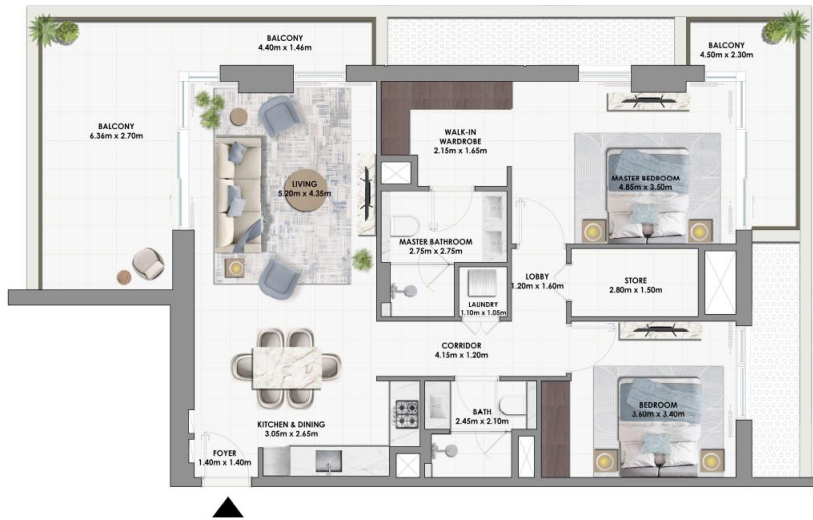 BALCONY
4.40m x 1.46m
BALCONY
4.50m x 2.30m
BALCONY
6.36m x 2.70m
WALK-IN
WARDROBE
2.15m x 1.65m
LIVING
5.20m x 4.35m
MASTER BEDROOM
4.85m x 3.50m
MASTER BATHROOM
2.75m x 2.75m
LOBBY
1.20m x 1.60m
STORE
2.80m x 1.50m
LAUNDRY
1.10m x 1.05m
CORRIDOR
4.15m x 1.20m
BEDROOM
3.60m x 3.40m
BATH
2.45m x 2.10m
KITCHEN & DINING
3.05m x 2.65m
FOYER
1.40m x 1.40m